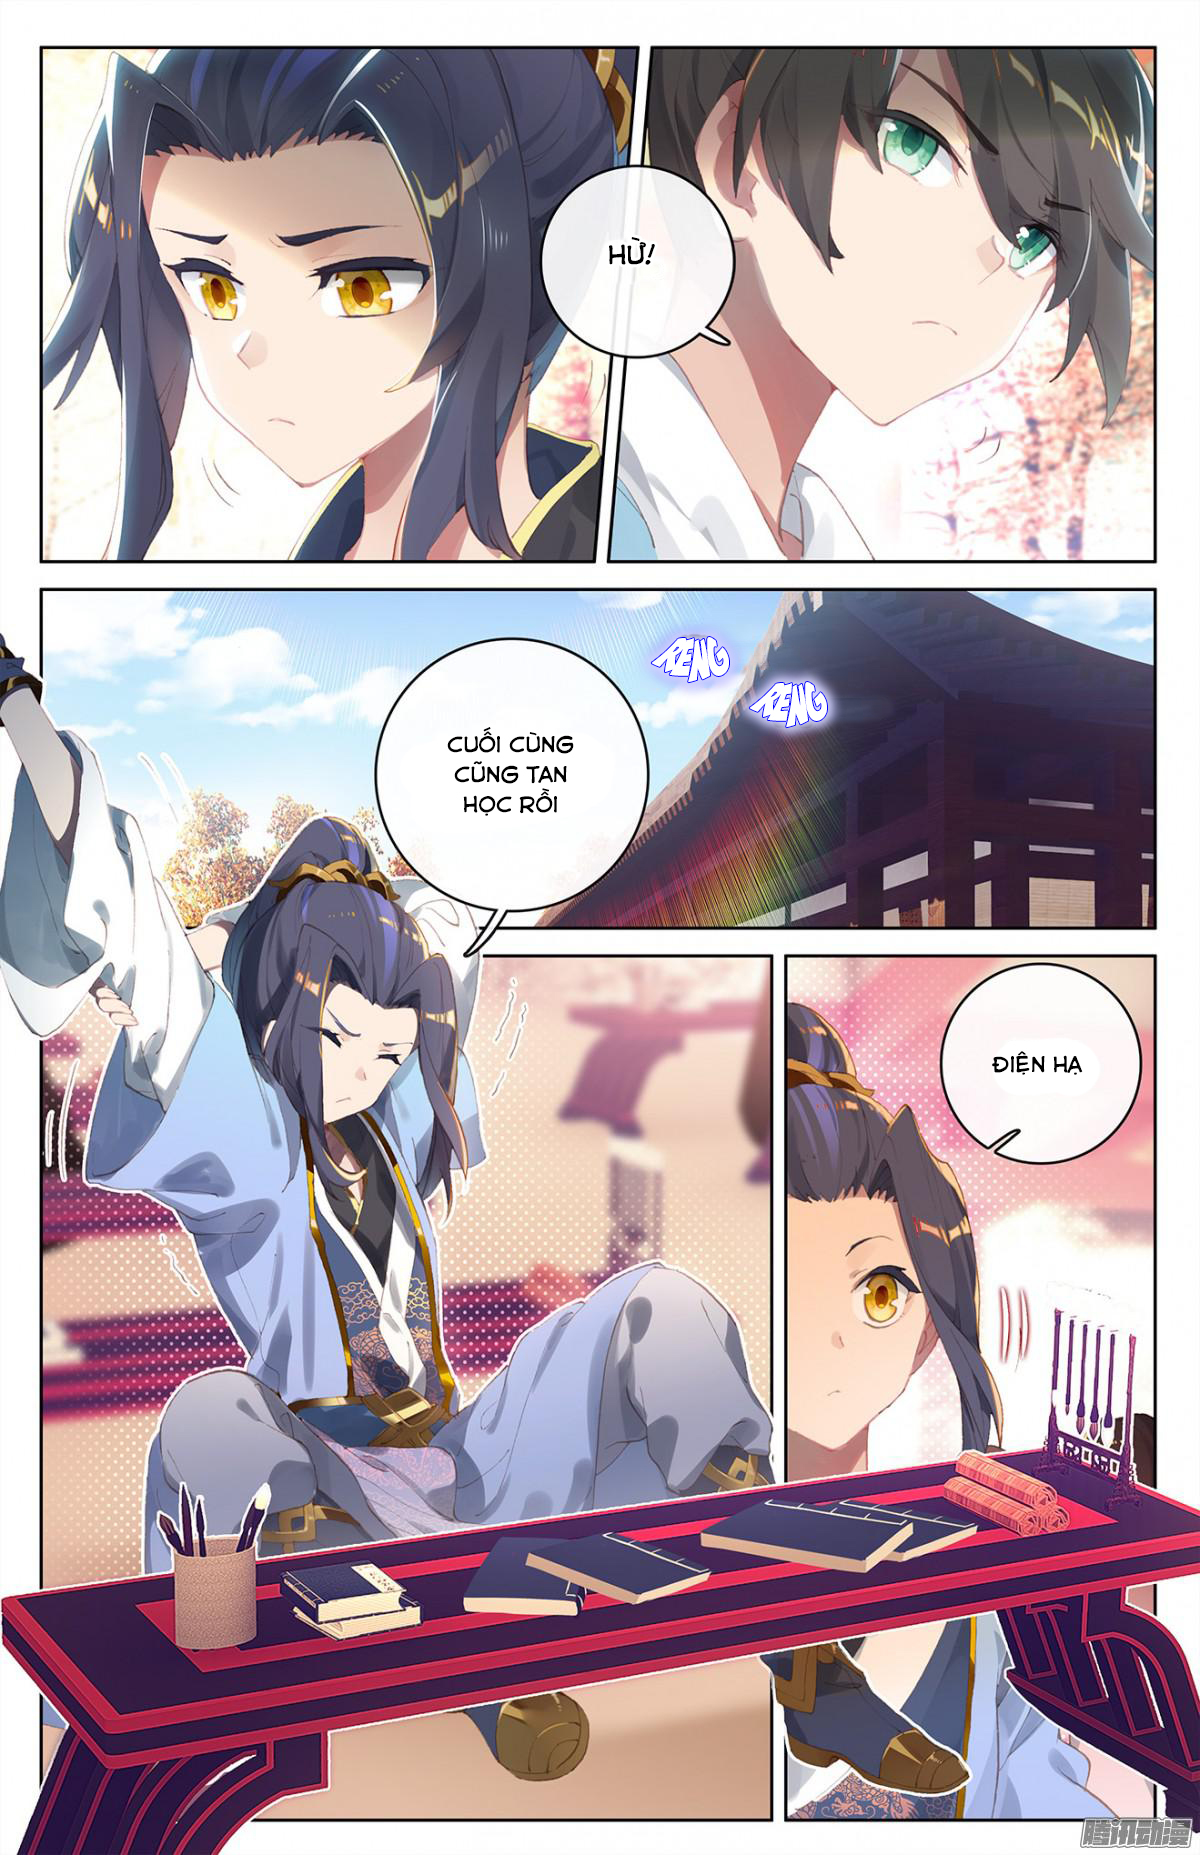 HỪ!
RENG
RENG
CUỐI CÙNG
CŨNG TAN
HỌC RỒI
ĐIỆN HẠ
腾讯动漫